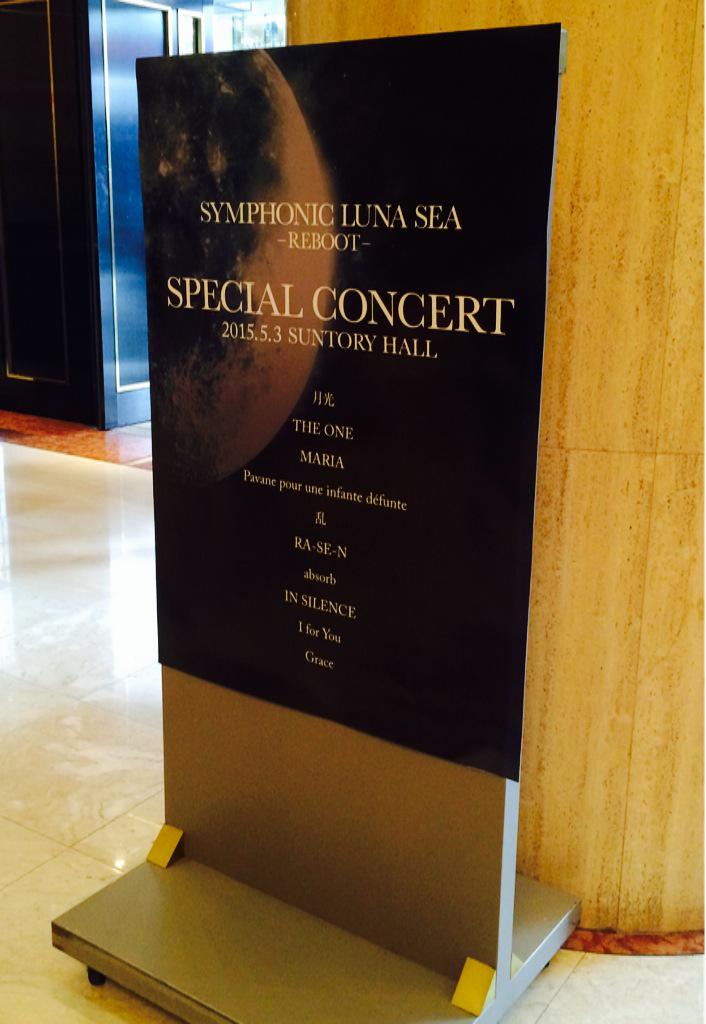 SYMPHONIC LUNA SEA
-REBOOT-
SPECIAL CONCERT
2015.5.3 SUNTORY HALL
月光
THE ONE
MARIA
Pavane pour une infante défunte
乱
RA-SE-N
absorb
IN SILENCE
I for You
Grace